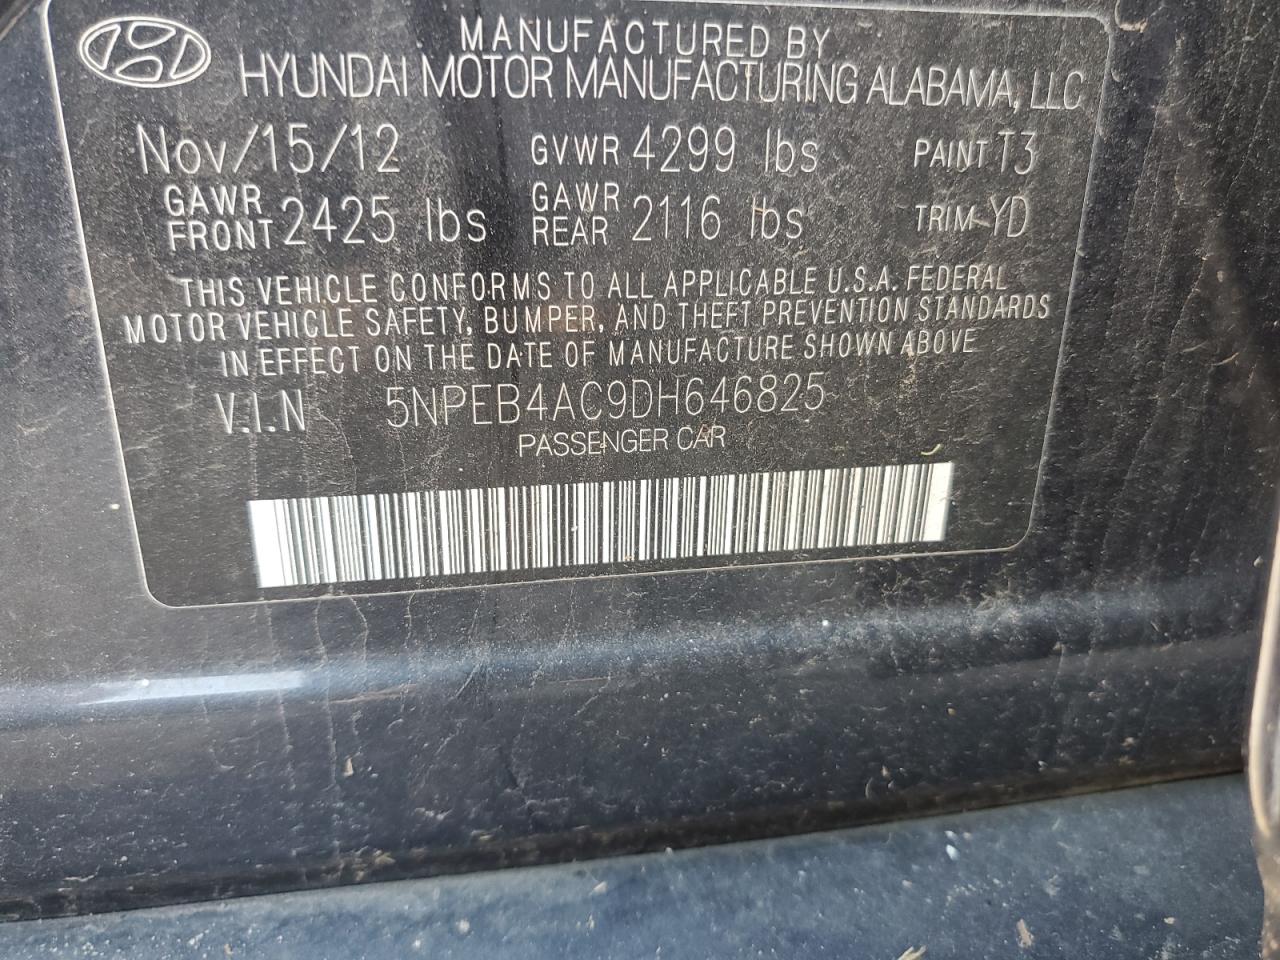 MANUFACTURED BY
HYUNDAI MOTOR MANUFACTURING ALABAMA, LLC
Nov/15/12 GVWR 4299 lbs PAINT T3
GAWR FRONT 2425 lbs GAWR REAR 2116 lbs TRIM YD
THIS VEHICLE CONFORMS TO ALL APPLICABLE U.S.A. FEDERAL
MOTOR VEHICLE SAFETY, BUMPER, AND THEFT PREVENTION STANDARDS
IN EFFECT ON THE DATE OF MANUFACTURE SHOWN ABOVE
V.I.N 5NPEB4AC9DH646825
PASSENGER CAR